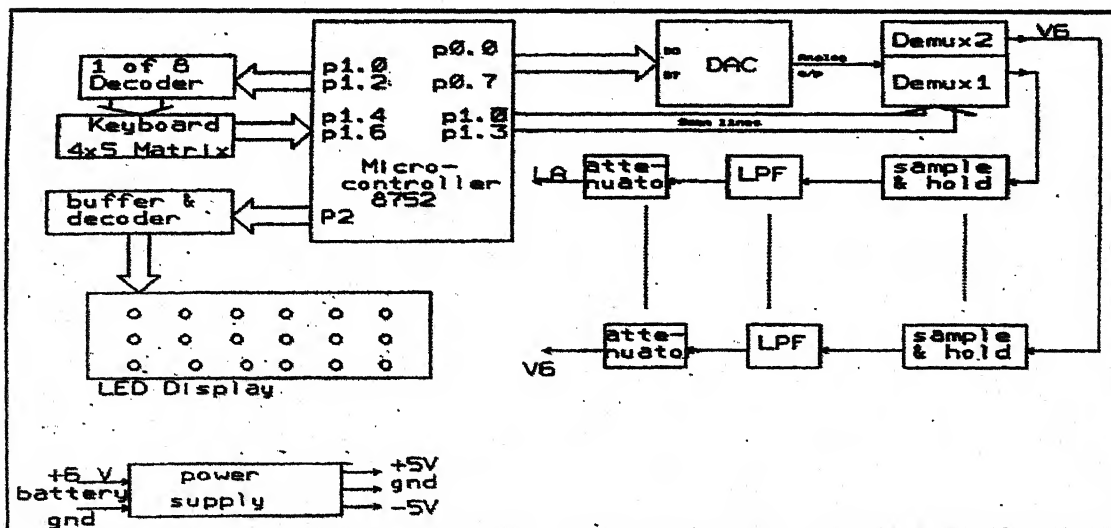 1 of 8
Decoder
Keyboard
4x5 Matrix
buffer &
decoder
p1.0
p1.2
p1.4
p1.6
P2
p0.0
p0.7
p1.0
p1.3
Micro-
controller
8752
DAC
Analog
o/p
Demux2
Demux1
V6
Scan lines
LA
atte-
nuato
LPF
sample
& hold
V6
atte-
nuato
LPF
sample
& hold
LED Display
+6 V
battery
gnd
power
supply
+5V
gnd
-5V